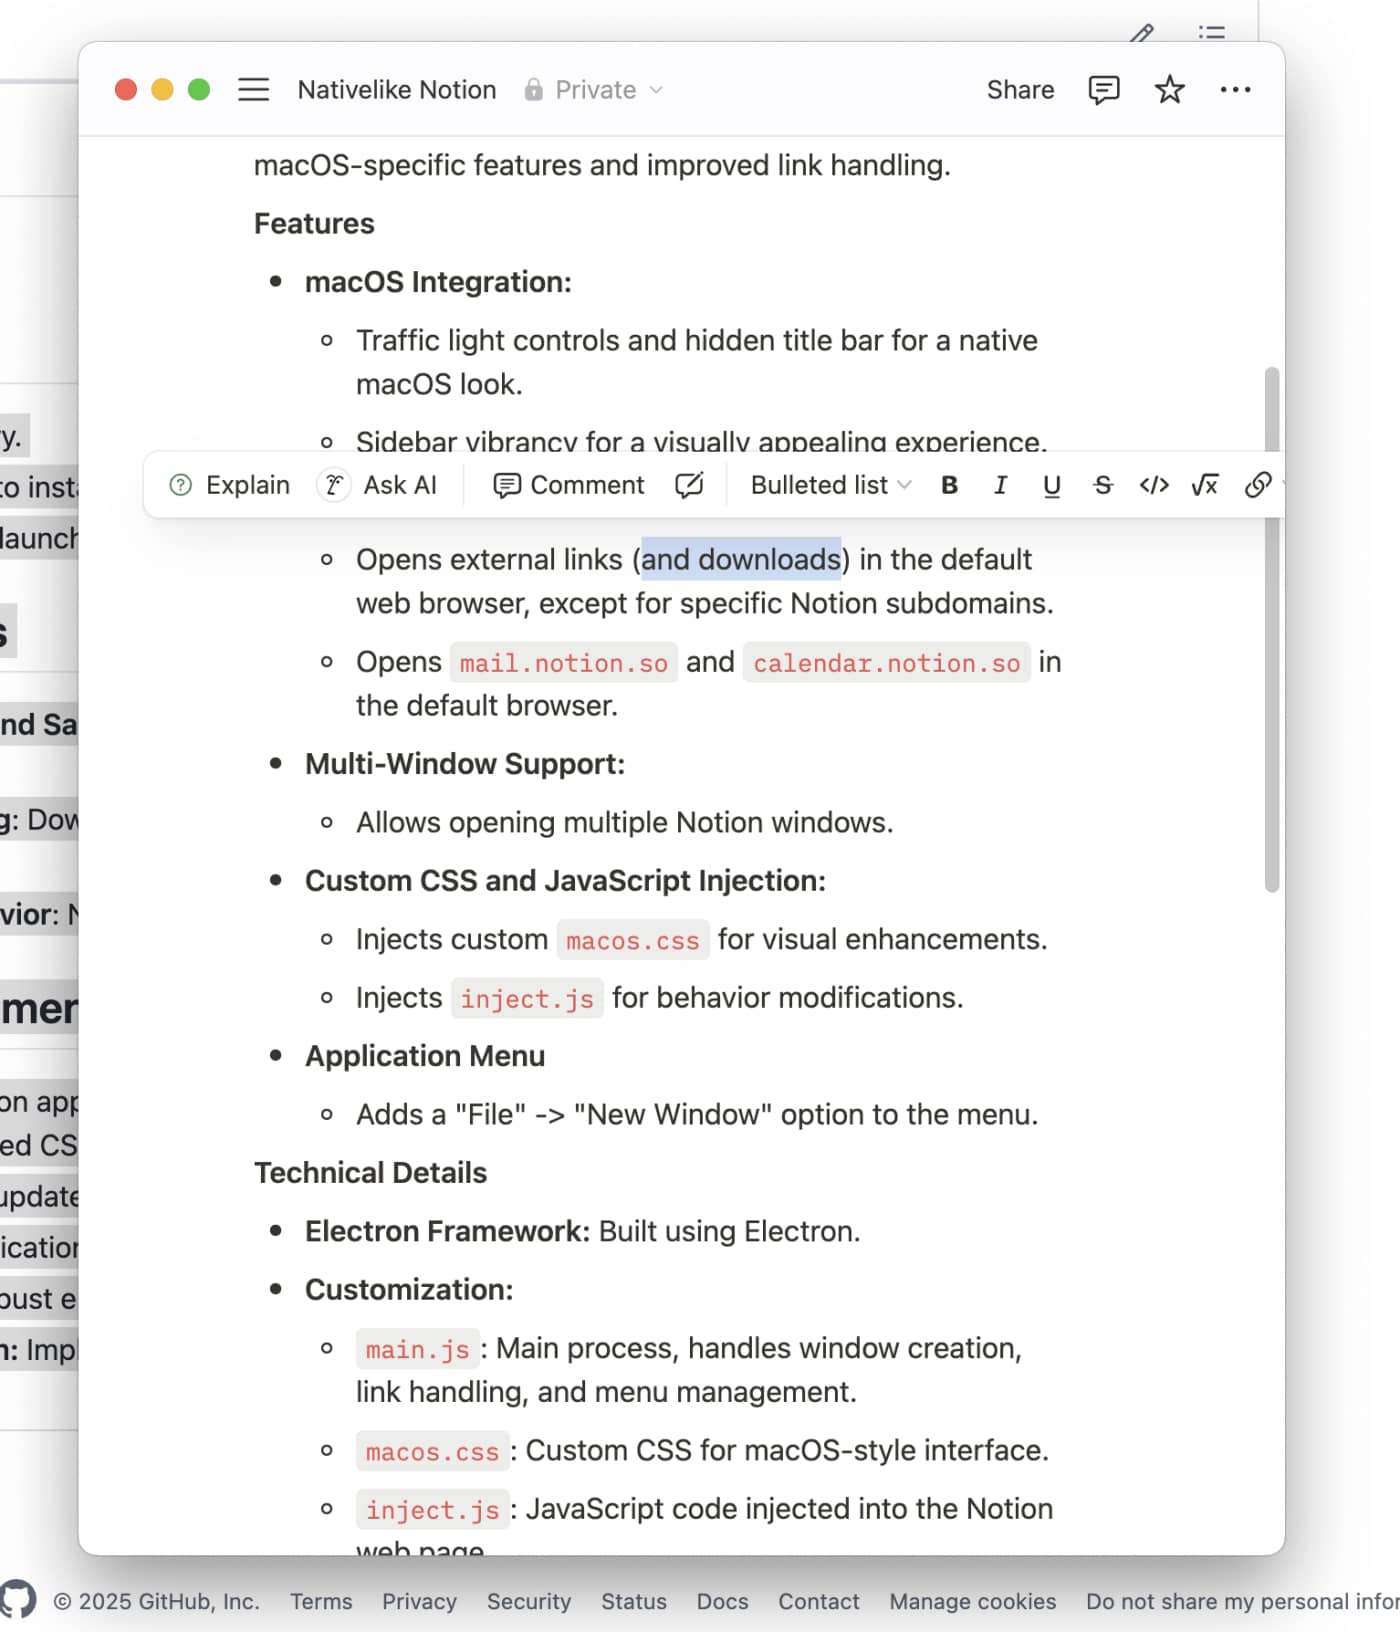 Nativelike Notion Private Share
macOS-specific features and improved link handling.
Features
macOS Integration:
Traffic light controls and hidden title bar for a native
macOS look.
Sidebar vibrancy for a visually appealing experience.
Explain Ask AI Comment Bulleted list B I U S </> √x
Opens external links (and downloads) in the default
web browser, except for specific Notion subdomains.
Opens mail.notion.so and calendar.notion.so in
the default browser.
Multi-Window Support:
Allows opening multiple Notion windows.
Custom CSS and JavaScript Injection:
Injects custom macos.css for visual enhancements.
Injects inject.js for behavior modifications.
Application Menu
Adds a "File" -> "New Window" option to the menu.
Technical Details
Electron Framework: Built using Electron.
Customization:
main.js: Main process, handles window creation,
link handling, and menu management.
macos.css: Custom CSS for macOS-style interface.
inject.js: JavaScript code injected into the Notion
web page
y.
to inst
launch
s
nd Sa
g: Dow
vior: N
mer
on app
ed CS
update
ication
bust e
n: Imp
© 2025 GitHub, Inc. Terms Privacy Security Status Docs Contact Manage cookies Do not share my personal infor